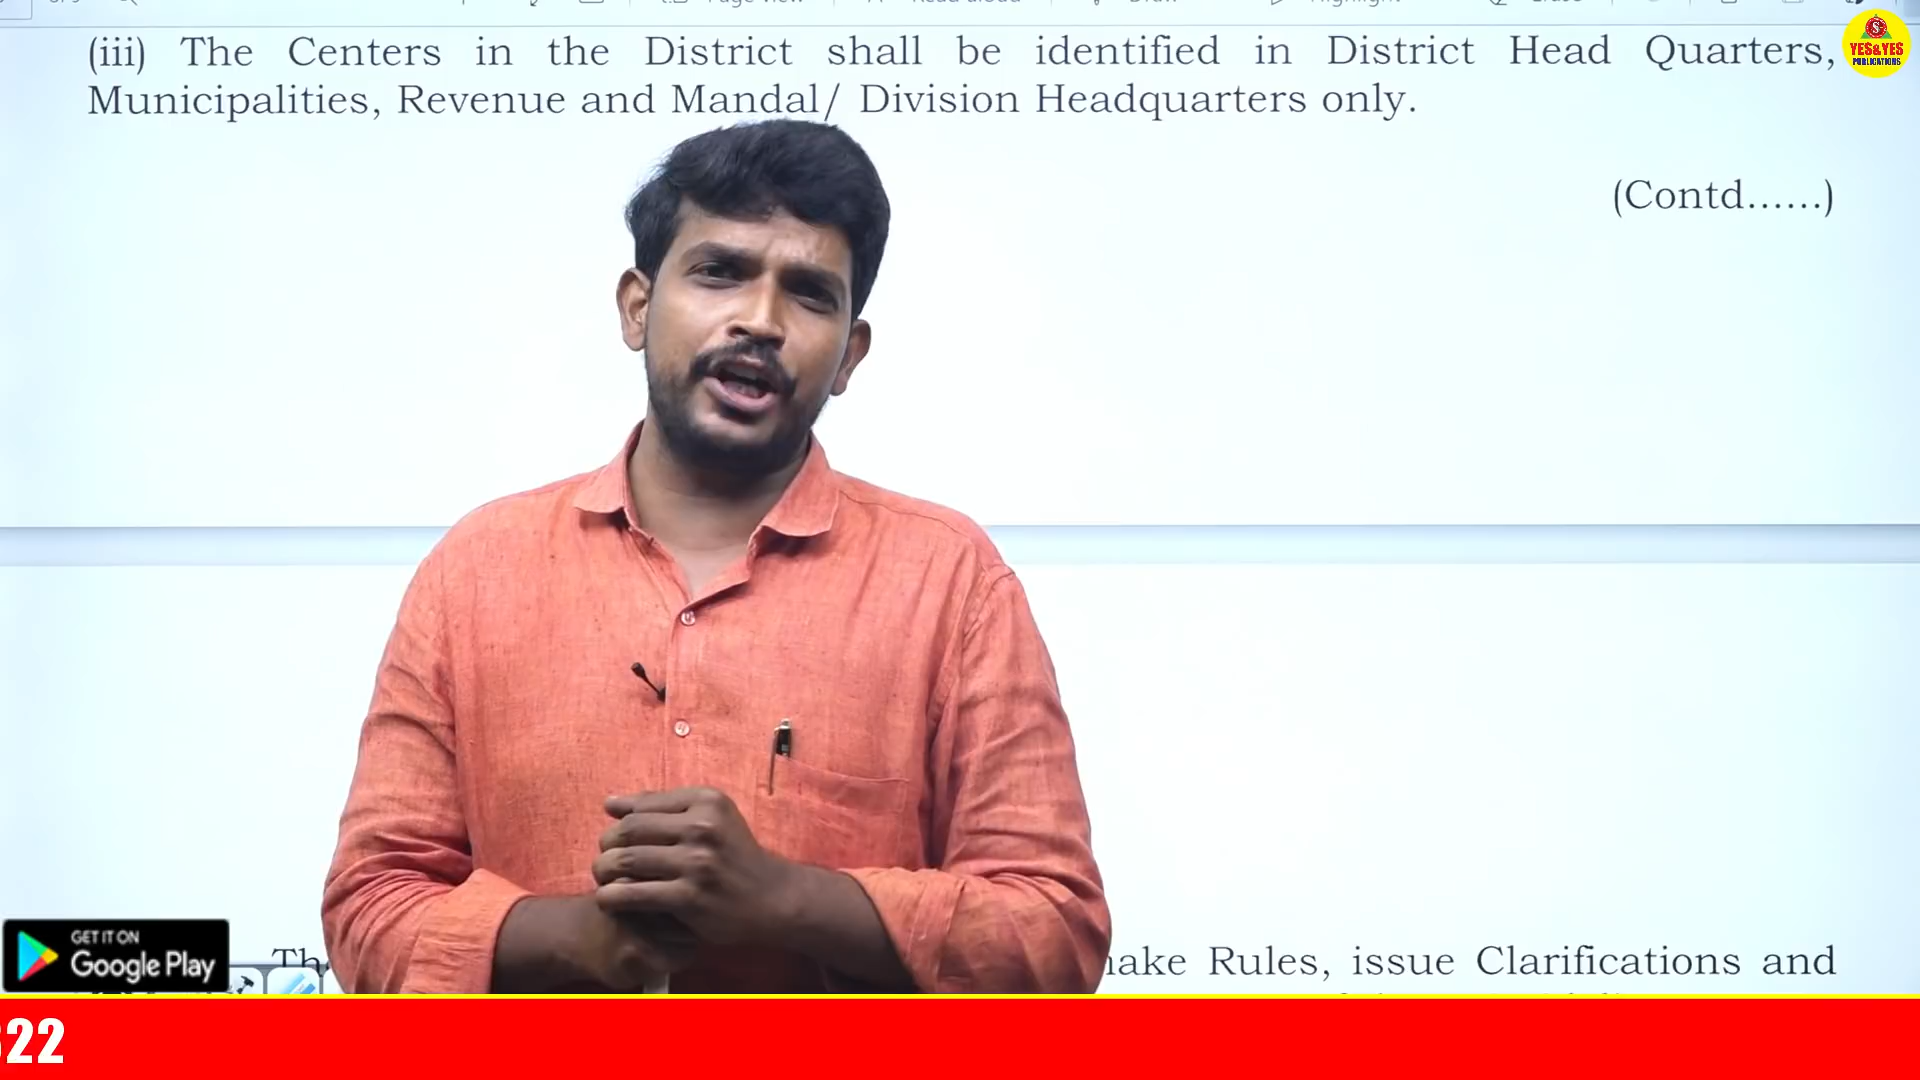 (iii) The Centers in the District shall be identified in District Head Quarters,
Municipalities, Revenue and Mandal/ Division Headquarters only.
(Contd......)
YES&YES
PUBLICATIONS
GET IT ON
Google Play
Rules, issue Clarifications and
22